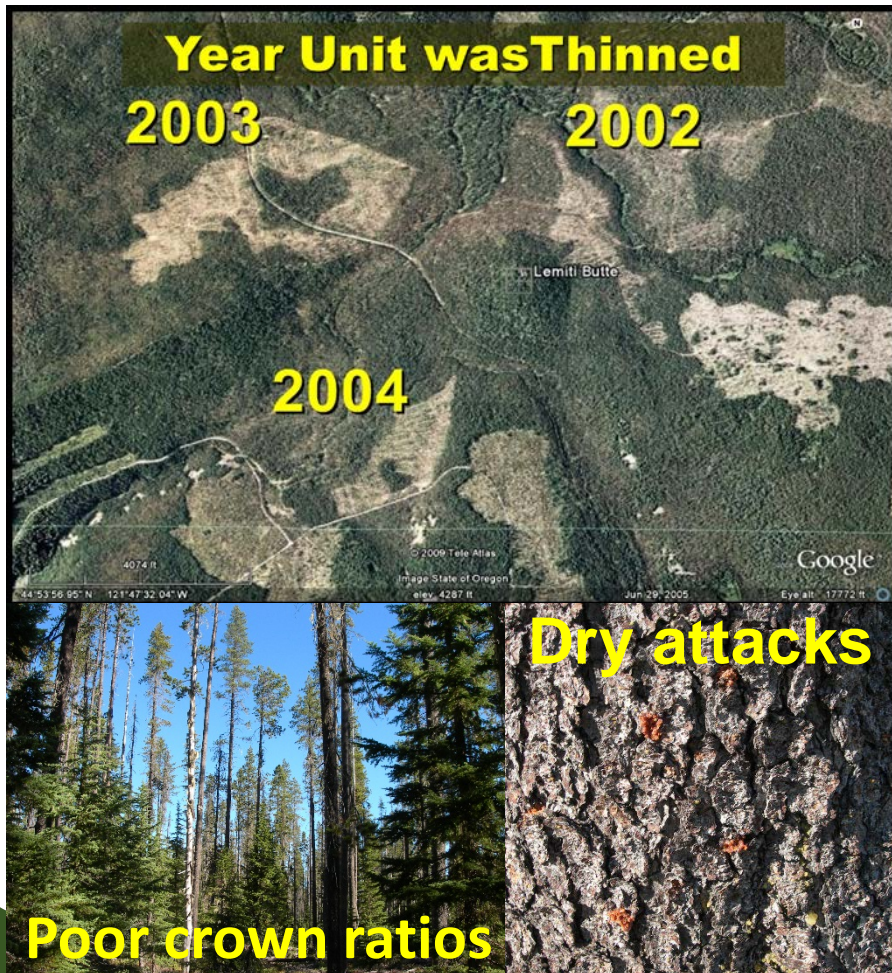 N
Year Unit wasThinned
2003
2002
Lemiti Butte
2004
© 2009 Tele Atlas
Google
4074 ft
Image State of Oregon
44°53'56.95" N 121°47'32.04" W
elev 4287 ft
Jun 29, 2005
Eye alt 17772 ft
Dry attacks
Poor crown ratios